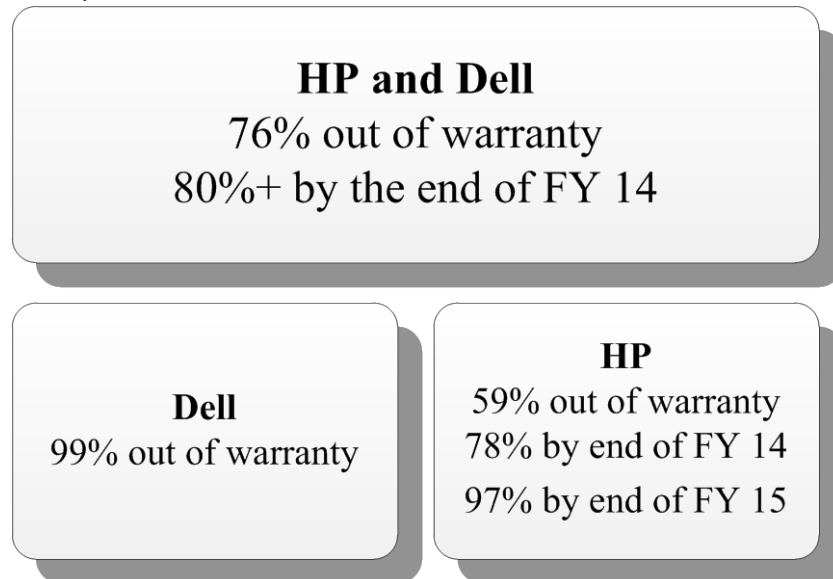 HP and Dell
76% out of warranty
80%+ by the end of FY 14
Dell
99% out of warranty
HP
59% out of warranty
78% by end of FY 14
97% by end of FY 15